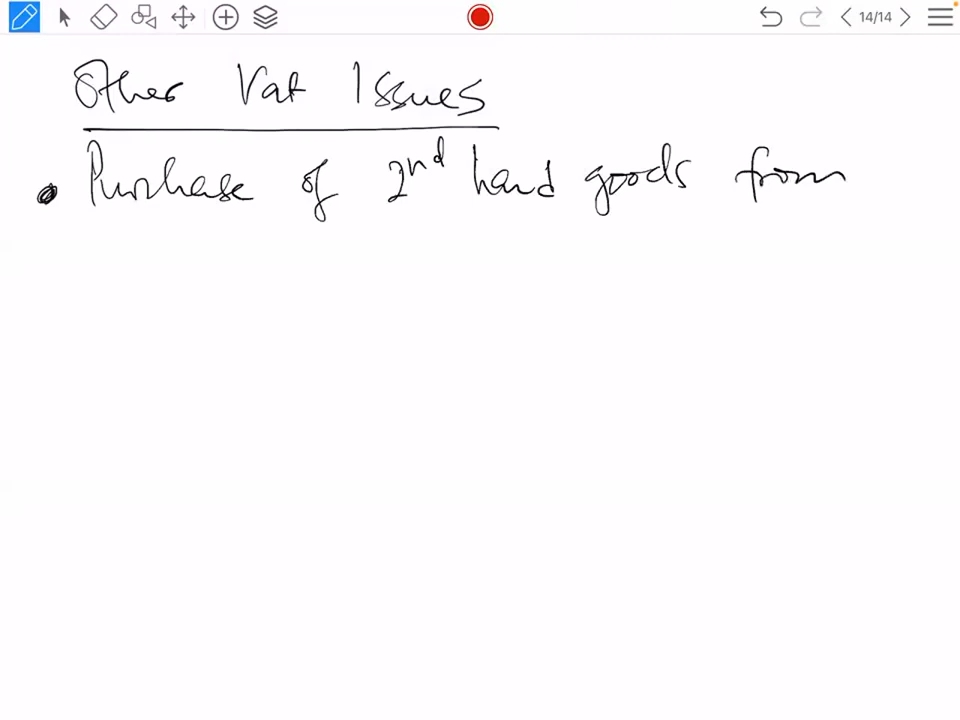 14/14
Other Vat Issues
• Purchase of 2nd hand goods from